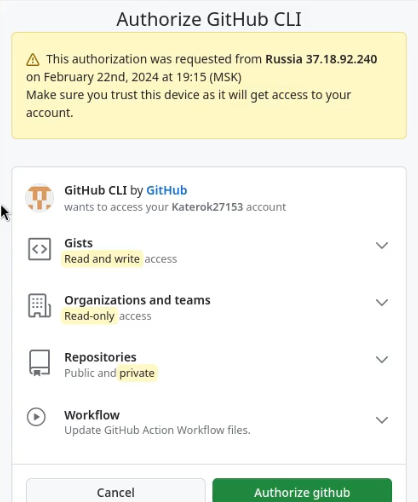 Authorize GitHub CLI
This authorization was requested from Russia 37.18.92.240
on February 22nd, 2024 at 19:15 (MSK)
Make sure you trust this device as it will get access to your
account.
GitHub CLI by GitHub
wants to access your Katerok27153 account
Gists
Read and write access
Organizations and teams
Read-only access
Repositories
Public and private
Workflow
Update GitHub Action Workflow files.
Cancel Authorize github